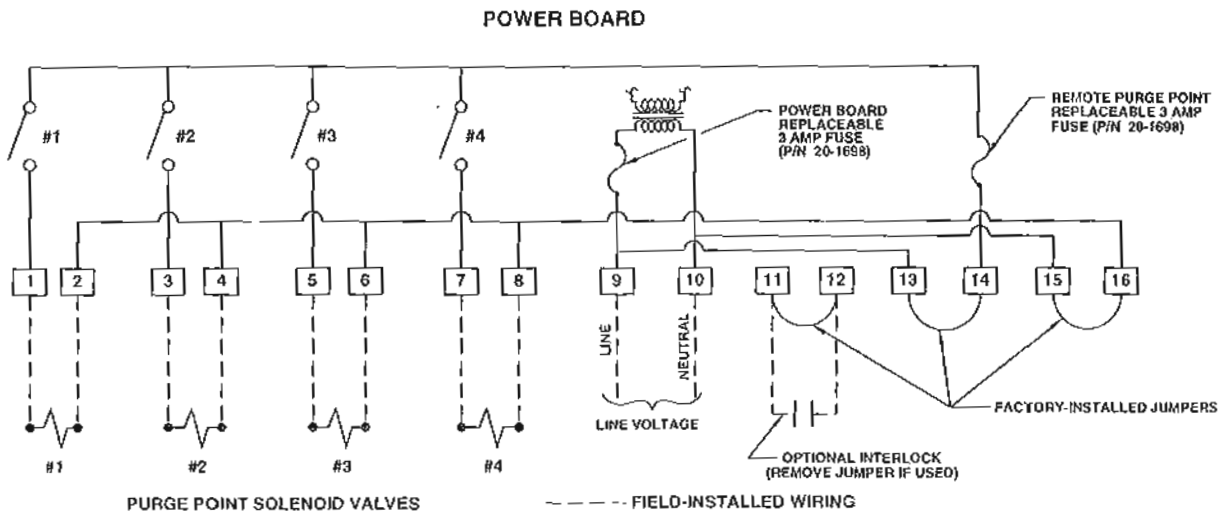 POWER BOARD
#1
#2
#3
#4
POWER BOARD
REPLACEABLE
3 AMP FUSE
(P/N 20-1698)
REMOTE PURGE POINT
REPLACEABLE 3 AMP
FUSE (P/N 20-1698)
1
2
3
4
5
6
7
8
9
10
11
12
13
14
15
16
LINE
NEUTRAL
LINE VOLTAGE
FACTORY-INSTALLED JUMPERS
#1
#2
#3
#4
OPTIONAL INTERLOCK
(REMOVE JUMPER IF USED)
PURGE POINT SOLENOID VALVES
FIELD-INSTALLED WIRING